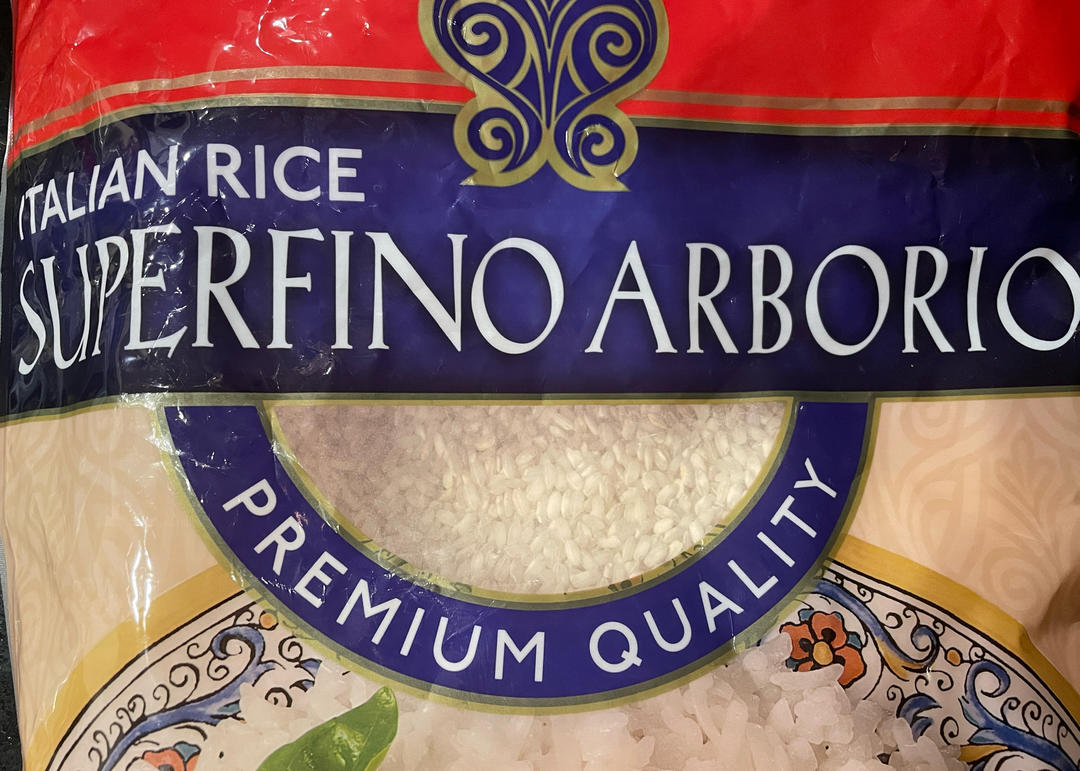 ITALIAN RICE
SUPERFINO ARBORIO
PREMIUM QUALITY